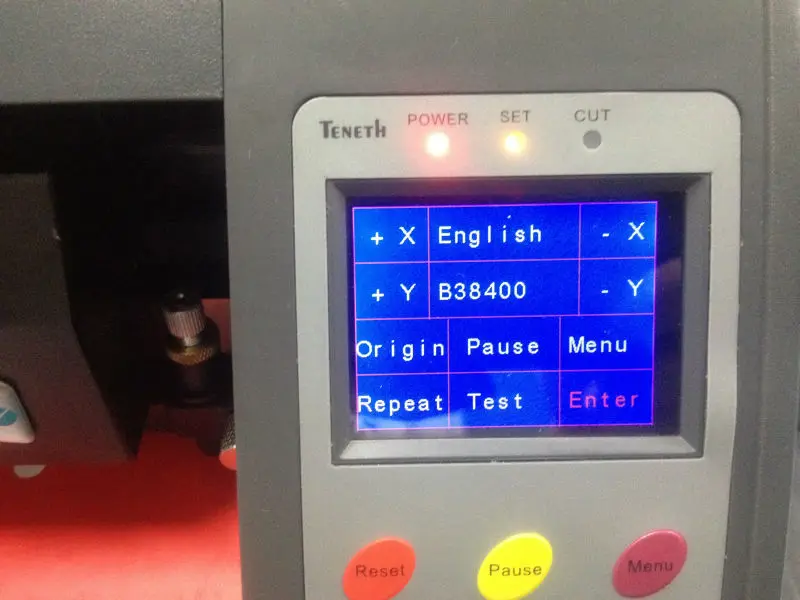 TENETH POWER SET CUT
+ X English - X
+ Y B38400 - Y
Origin Pause Menu
Repeat Test Enter
Reset Pause Menu